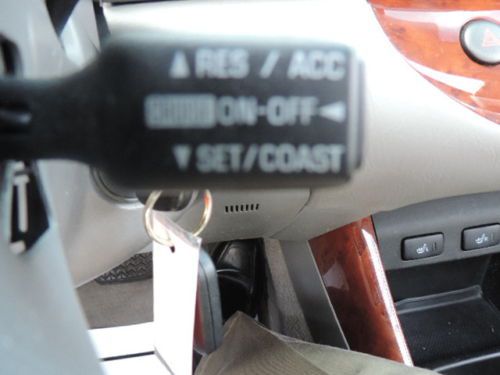 ▲ RES / ACC
ON-OFF ◄
▼ SET/COAST